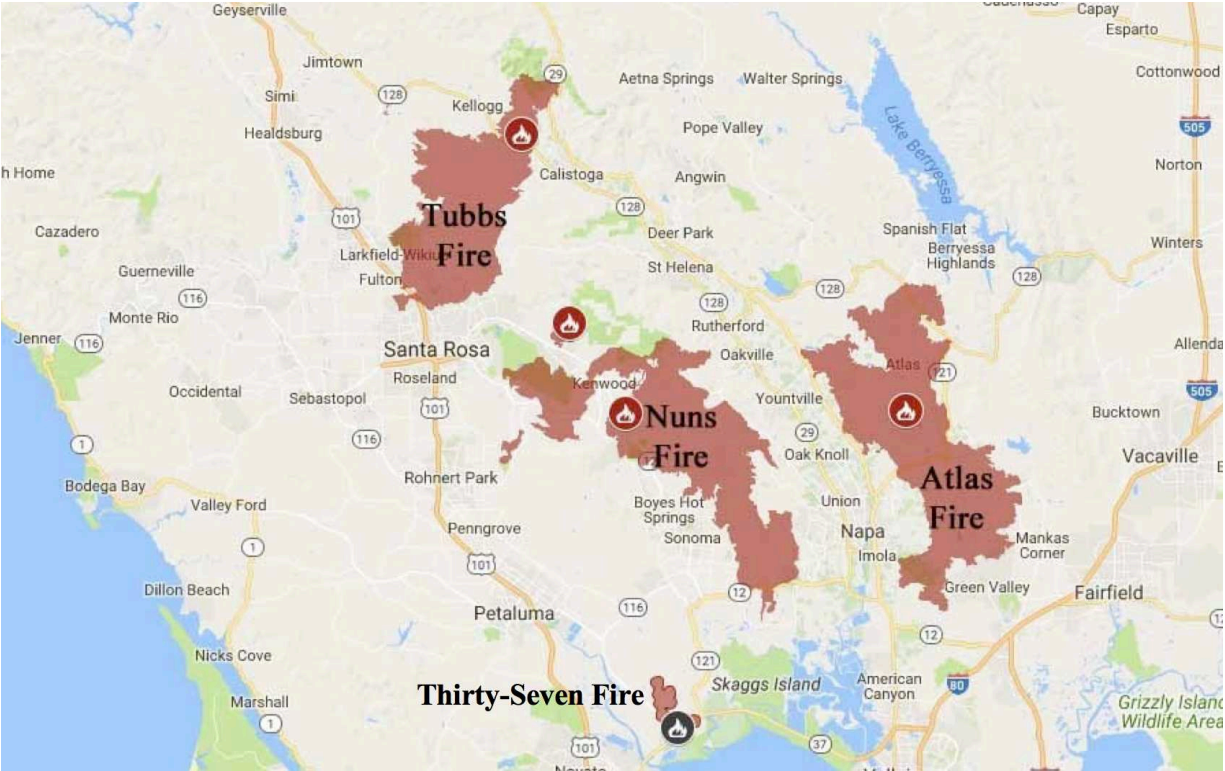 Geyserville
Capay
Esparto
Jimtown
29
Aetna Springs
Walter Springs
Cottonwood
128
Simi
Kellogg
Healdsburg
Pope Valley
505
Lake Berryessa
h Home
Calistoga
Angwin
Norton
101
Tubbs
Fire
128
Cazadero
Deer Park
Spanish Flat
Winters
Larkfield-Wikiu
Berryessa
Highlands
Guerneville
St Helena
Fulton
128
128
116
128
Monte Rio
Rutherford
Jenner
116
Santa Rosa
Oakville
Allenda
Atlas
121
Roseland
Kenwood
505
Occidental
Sebastopol
Yountville
101
Bucktown
Nuns
Fire
1
116
29
Oak Knoll
Vacaville
12
Rohnert Park
Atlas
Fire
Bodega Bay
Valley Ford
Boyes Hot
Springs
Union
Penngrove
Sonoma
Napa
Mankas
Corner
1
Imola
101
Dillon Beach
12
Green Valley
Fairfield
Petaluma
116
12
Nicks Cove
121
Skaggs Island
American
Canyon
80
Thirty-Seven Fire
Marshall
Grizzly Island
Wildlife Area
1
101
37